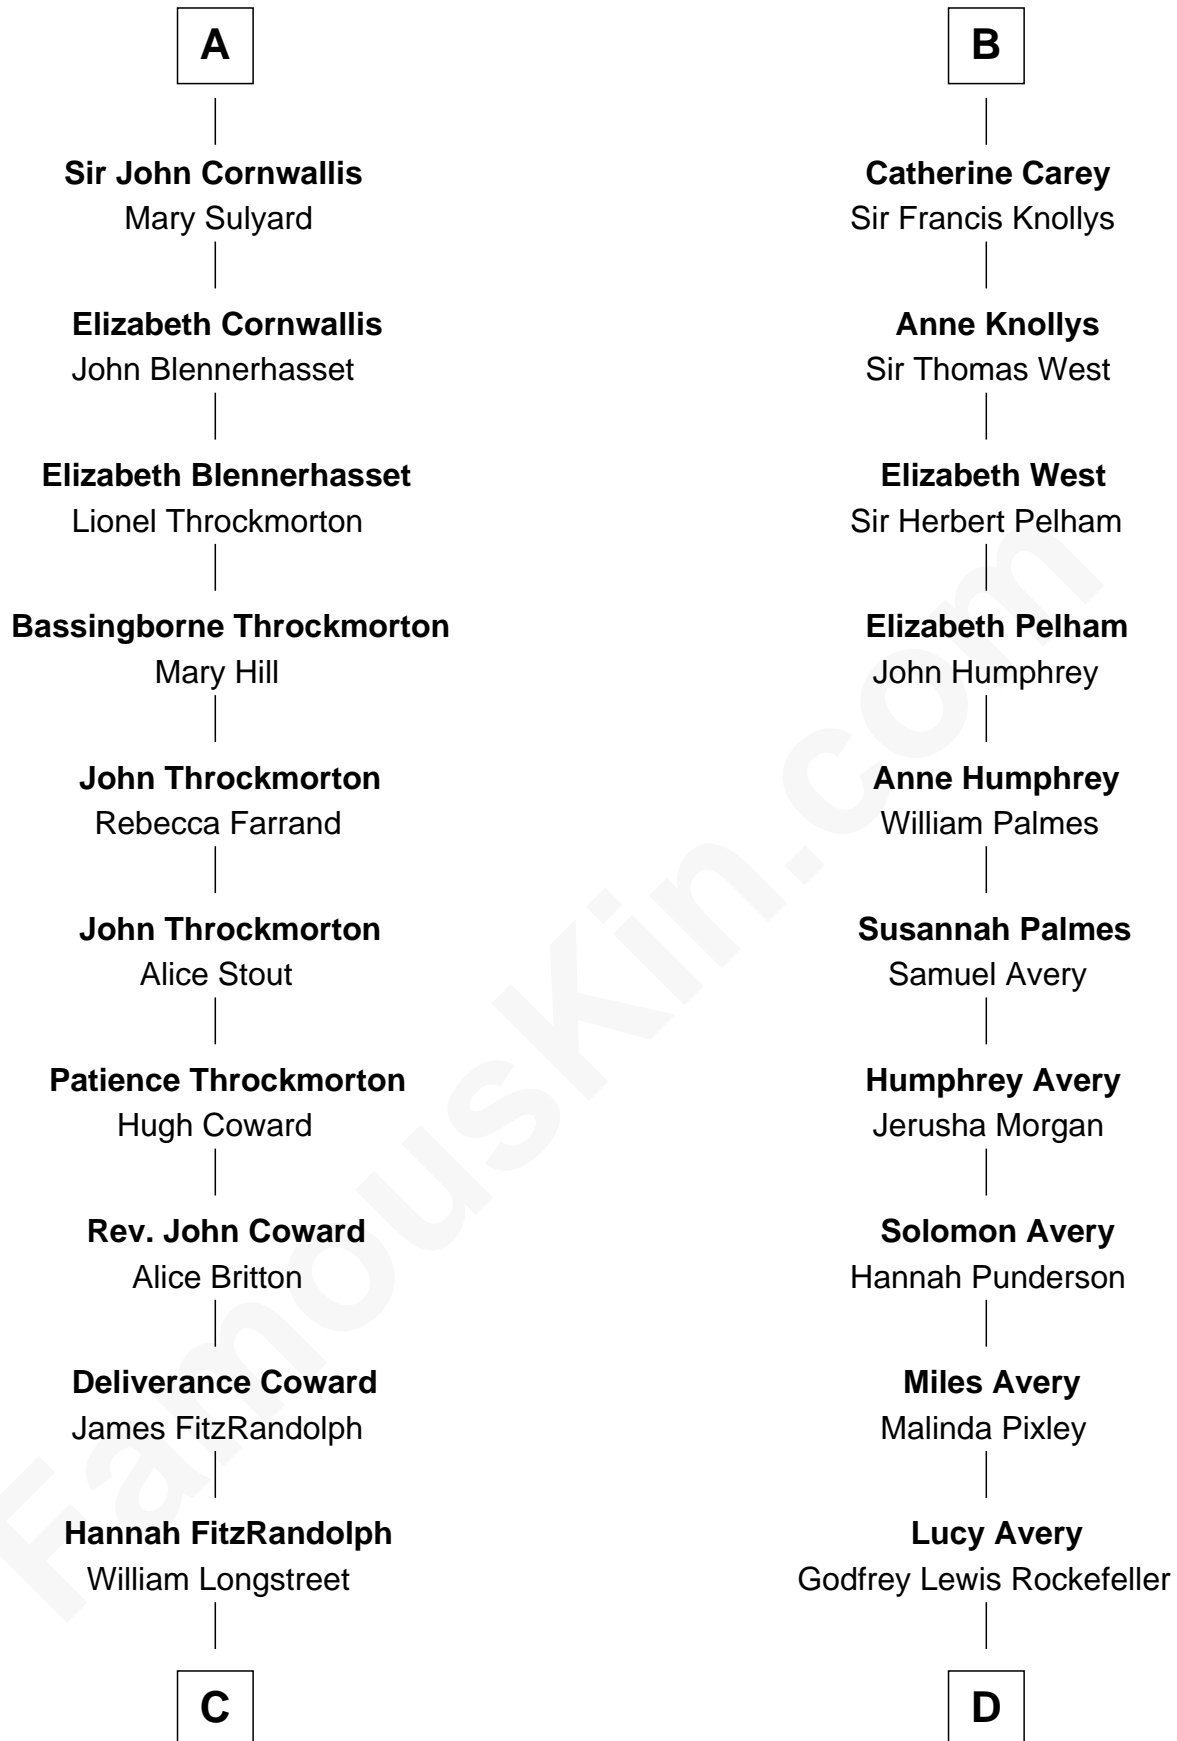 A
Sir John Cornwallis
Mary Sulyard
Elizabeth Cornwallis
John Blennerhasset
Elizabeth Blennerhasset
Lionel Throckmorton
Bassingborne Throckmorton
Mary Hill
John Throckmorton
Rebecca Farrand
John Throckmorton
Alice Stout
Patience Throckmorton
Hugh Coward
Rev. John Coward
Alice Britton
Deliverance Coward
James FitzRandolph
Hannah FitzRandolph
William Longstreet
C
B
Catherine Carey
Sir Francis Knollys
Anne Knollys
Sir Thomas West
Elizabeth West
Sir Herbert Pelham
Elizabeth Pelham
John Humphrey
Anne Humphrey
William Palmes
Susannah Palmes
Samuel Avery
Humphrey Avery
Jerusha Morgan
Solomon Avery
Hannah Punderson
Miles Avery
Malinda Pixley
Lucy Avery
Godfrey Lewis Rockefeller
D
FamousKin.com